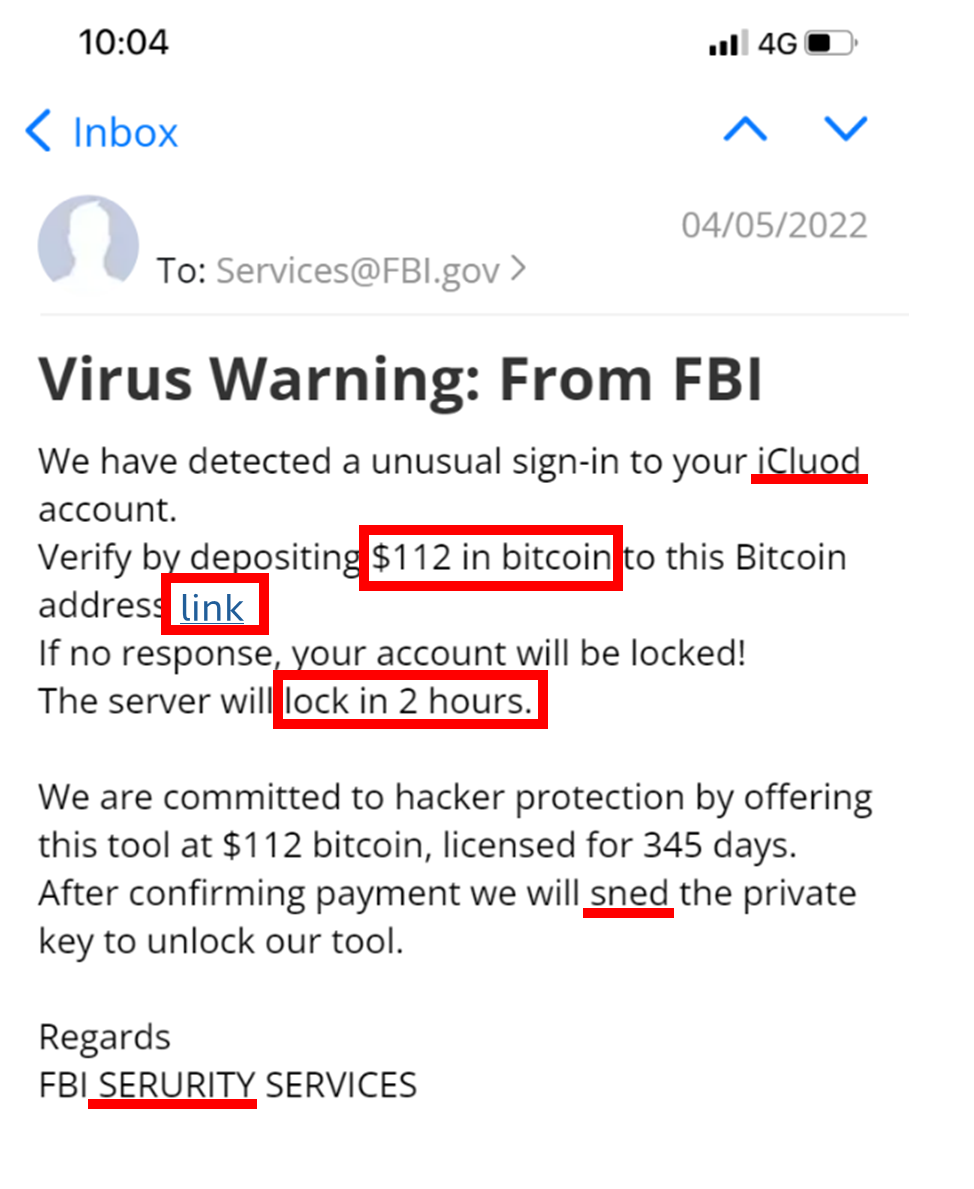 10:04
4G
Inbox
04/05/2022
To: Services@FBI.gov
Virus Warning: From FBI
We have detected a unusual sign-in to your iCluod
account.
Verify by depositing $112 in bitcoin to this Bitcoin
address link
If no response, your account will be locked!
The server will lock in 2 hours.
We are committed to hacker protection by offering
this tool at $112 bitcoin, licensed for 345 days.
After confirming payment we will sned the private
key to unlock our tool.
Regards
FBI SERURITY SERVICES